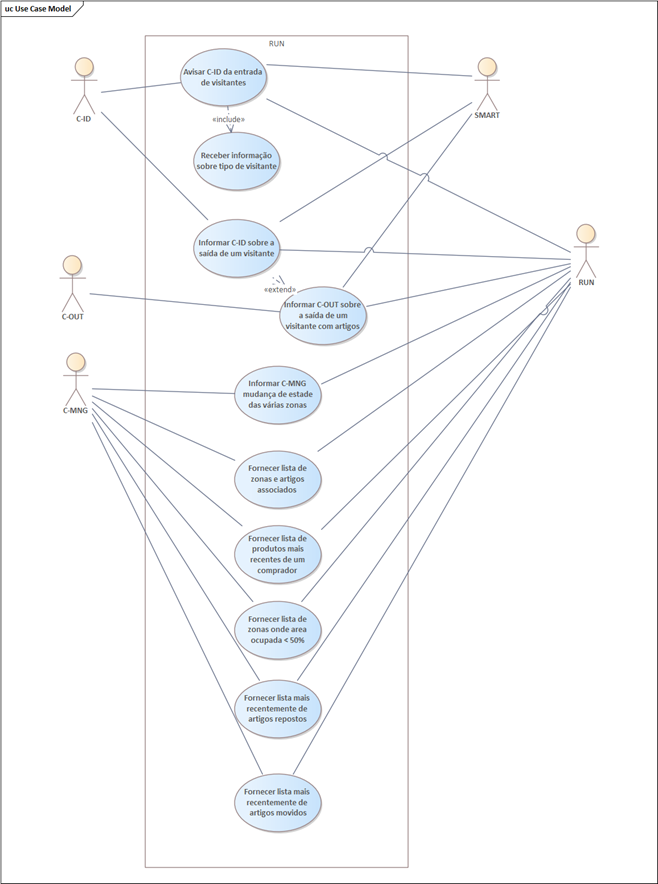 uc Use Case Model
RUN
C-ID
Avisar C-ID da entrada
de visitantes
SMART
«include»
Receber informação
sobre tipo de visitante
Informar C-ID sobre a
saída de um visitante
RUN
«extend»
C-OUT
Informar C-OUT sobre
a saída de um
visitante com artigos
C-MNG
Informar C-MNG
mudança de estade
das várias zonas
Fornecer lista de
zonas e artigos
associados
Fornecer lista de
produtos mais
recentes de um
comprador
Fornecer lista de
zonas onde area
ocupada < 50%
Fornecer lista mais
recentemente de
artigos repostos
Fornecer lista mais
recentemente de
artigos movidos